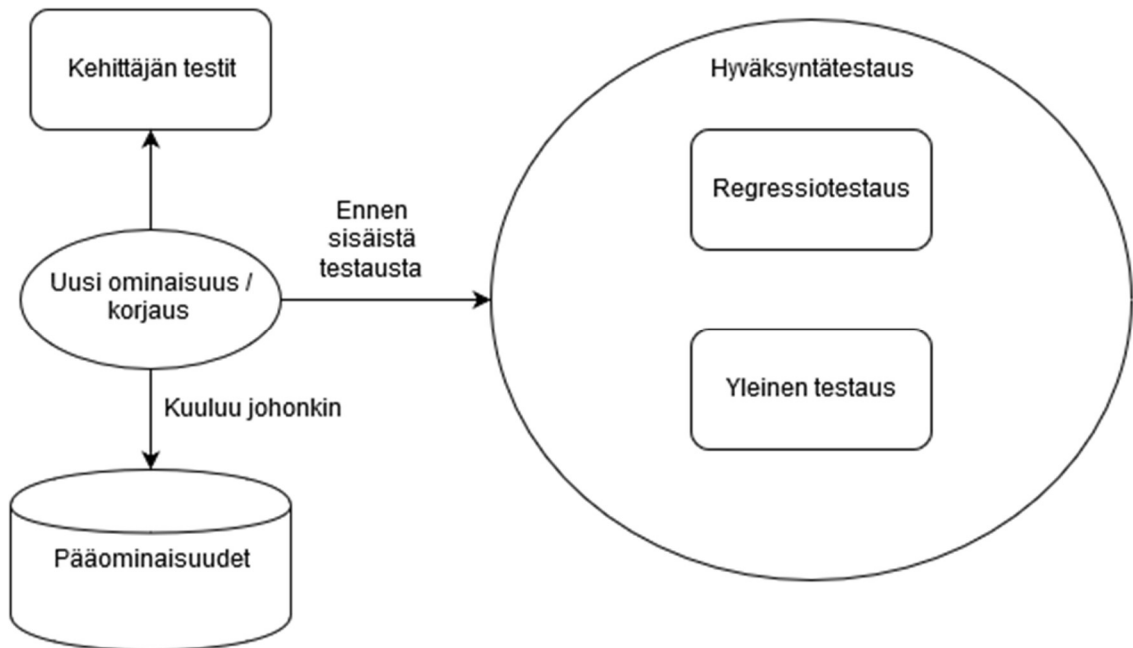 Kehittäjän testit
Hyväksyntätestaus
Regressiotestaus
Ennen
sisäistä
testausta
Uusi ominaisuus /
korjaus
Yleinen testaus
Kuuluu johonkin
Pääominaisuudet